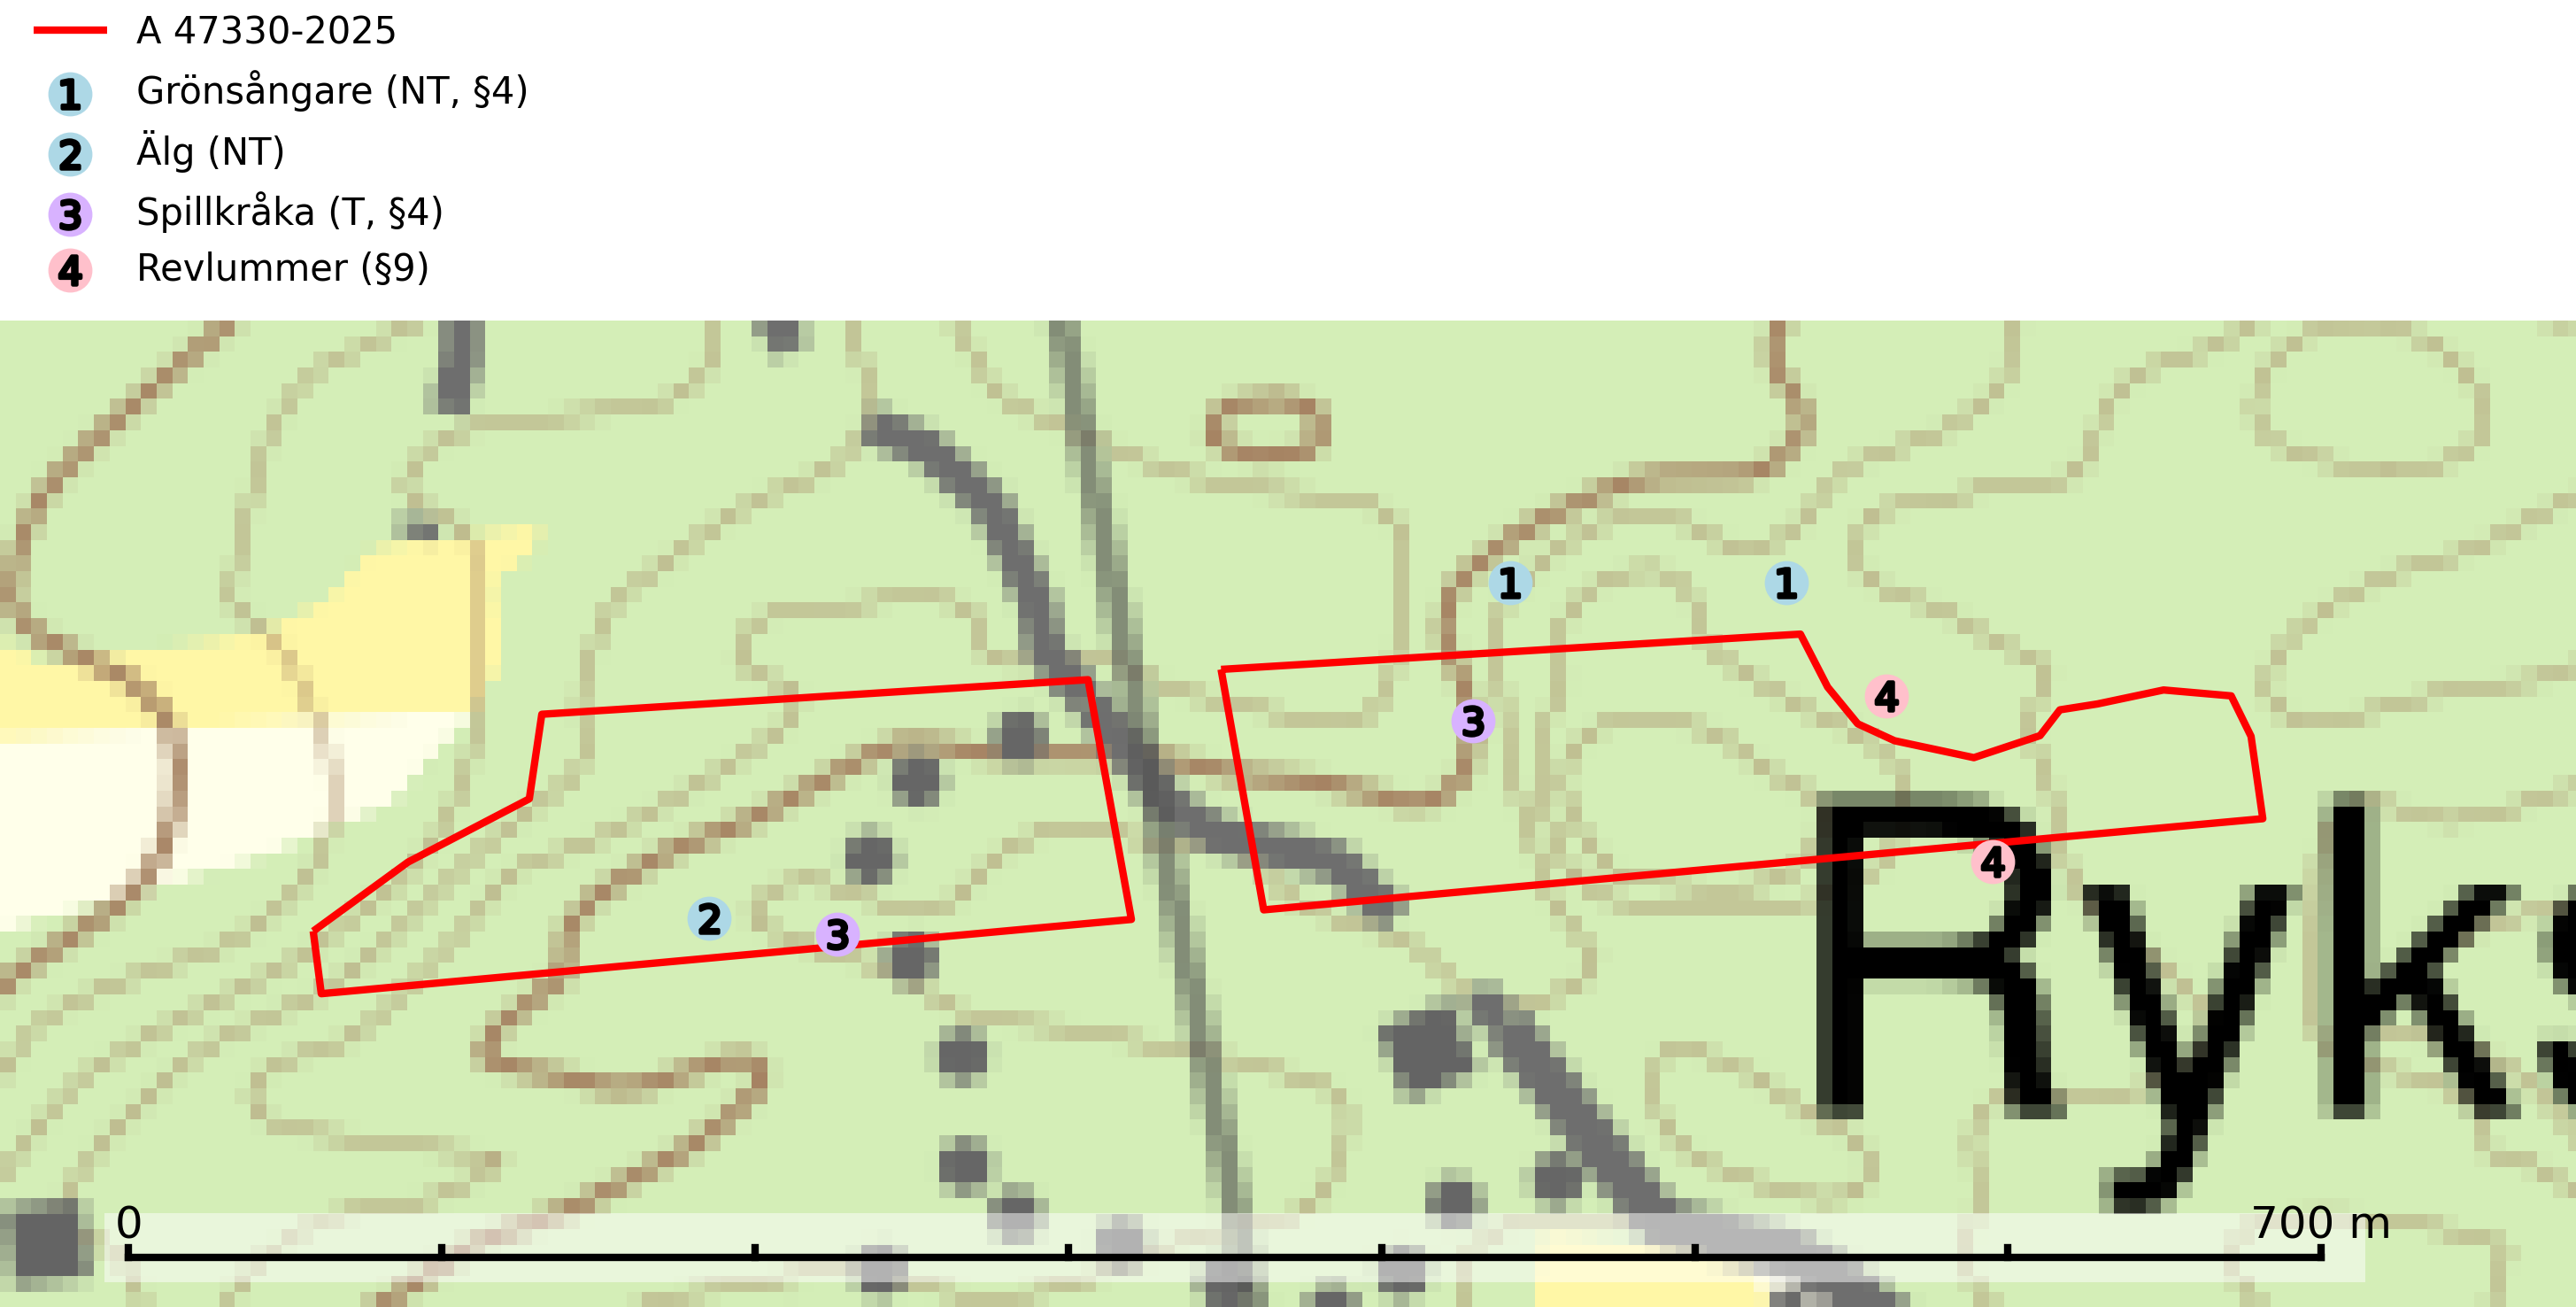 A 47330-2025
1 Grönsångare (NT, §4)
2 Älg (NT)
3 Spillkråka (T, §4)
4 Revlummer (§9)
1 1
4
3
4
2
3
Ryks
0 700 m